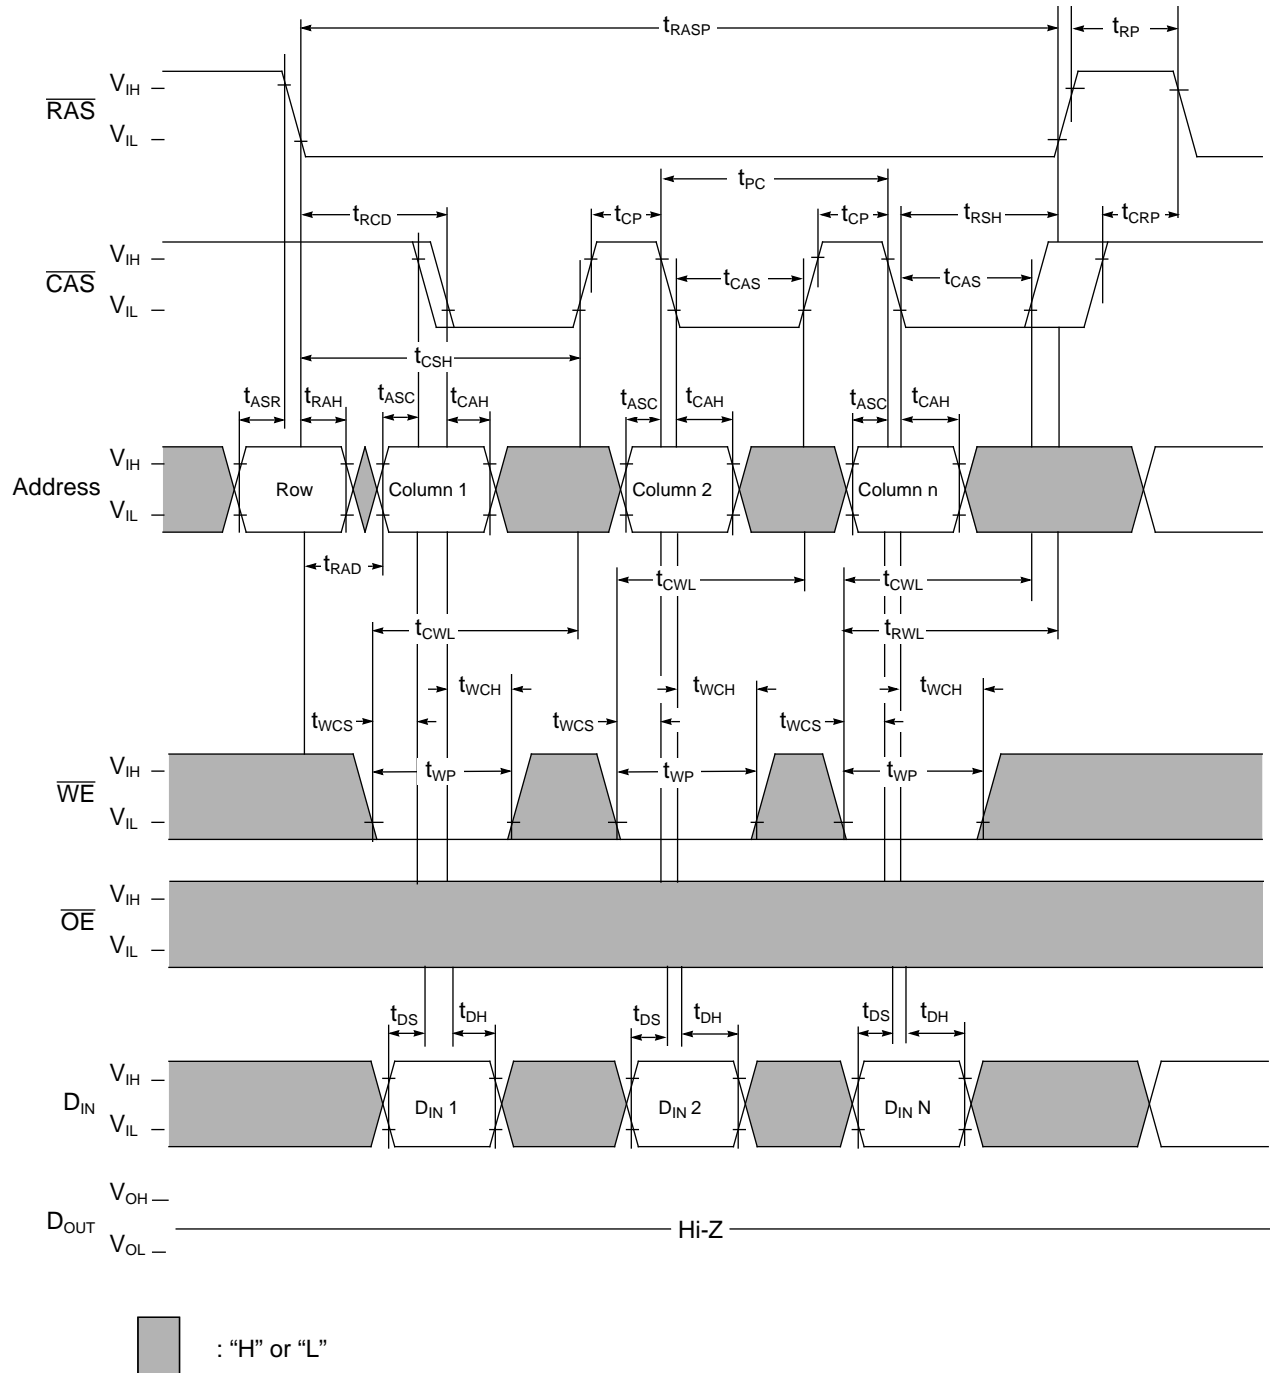 tRASP
tRP
RAS
VIH
VIL
tPC
tRCD
tCP
tCP
tRSH
tCRP
CAS
VIH
VIL
tCAS
tCAS
tCSH
tASR
tRAH
tASC
tCAH
tASC
tCAH
tASC
tCAH
Address
VIH
VIL
Row
Column 1
Column 2
Column n
tRAD
tCWL
tCWL
tCWL
tRWL
tWCH
tWCH
tWCH
tWCS
tWCS
tWCS
WE
VIH
VIL
tWP
tWP
tWP
OE
VIH
VIL
tDS
tDH
tDS
tDH
tDS
tDH
DIN
VIH
VIL
DIN 1
DIN 2
DIN N
DOUT
VOH
VOL
Hi-Z
: “H” or “L”